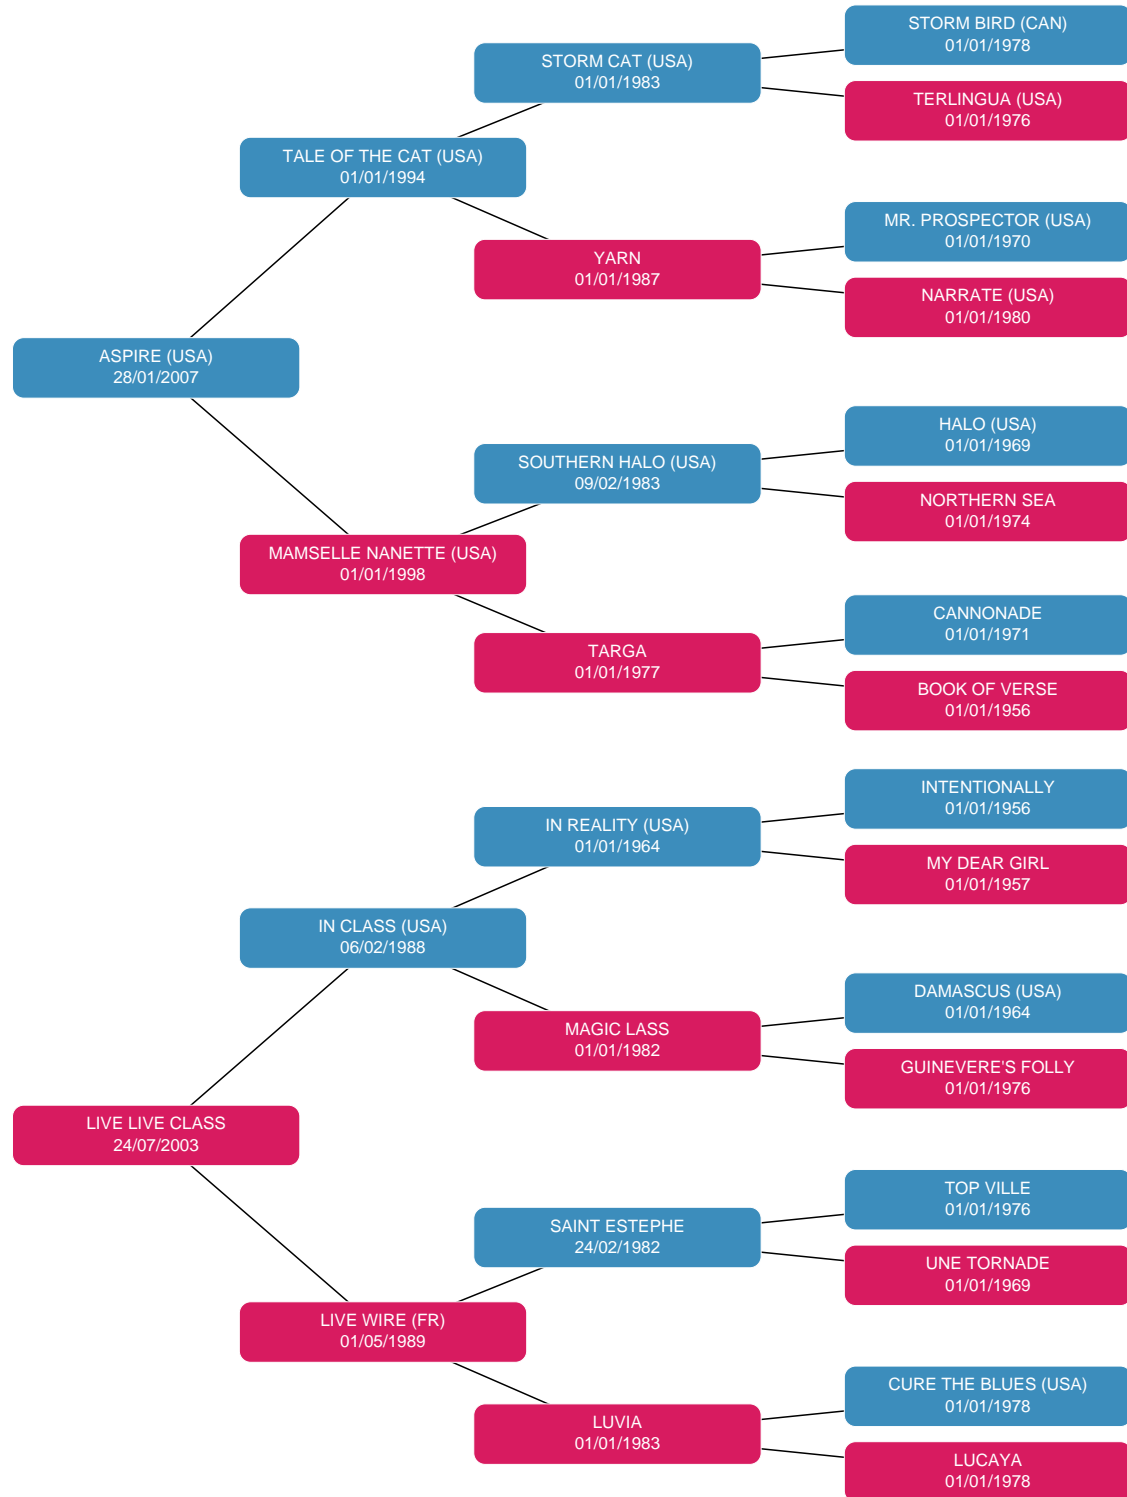 STORM BIRD (CAN)
01/01/1978
STORM CAT (USA)
01/01/1983
TERLINGUA (USA)
01/01/1976
TALE OF THE CAT (USA)
01/01/1994
MR. PROSPECTOR (USA)
01/01/1970
YARN
01/01/1987
NARRATE (USA)
01/01/1980
ASPIRE (USA)
28/01/2007
HALO (USA)
01/01/1969
SOUTHERN HALO (USA)
09/02/1983
NORTHERN SEA
01/01/1974
MAMSELLE NANETTE (USA)
01/01/1998
CANNONADE
01/01/1971
TARGA
01/01/1977
BOOK OF VERSE
01/01/1956
INTENTIONALLY
01/01/1956
IN REALITY (USA)
01/01/1964
MY DEAR GIRL
01/01/1957
IN CLASS (USA)
06/02/1988
DAMASCUS (USA)
01/01/1964
MAGIC LASS
01/01/1982
GUINEVERE'S FOLLY
01/01/1976
LIVE LIVE CLASS
24/07/2003
TOP VILLE
01/01/1976
SAINT ESTEPHE
24/02/1982
UNE TORNADE
01/01/1969
LIVE WIRE (FR)
01/05/1989
CURE THE BLUES (USA)
01/01/1978
LUVIA
01/01/1983
LUCAYA
01/01/1978